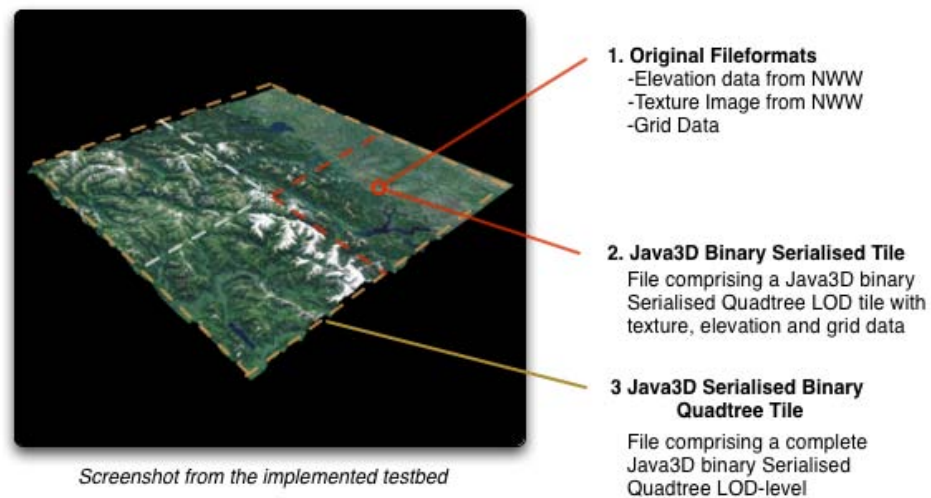 1. Original Fileformats
-Elevation data from NWW
-Texture Image from NWW
-Grid Data
2. Java3D Binary Serialised Tile
File comprising a Java3D binary
Serialised Quadtree LOD tile with
texture, elevation and grid data
3 Java3D Serialised Binary
Quadtree Tile
File comprising a complete
Java3D binary Serialised
Quadtree LOD-level
Screenshot from the implemented testbed